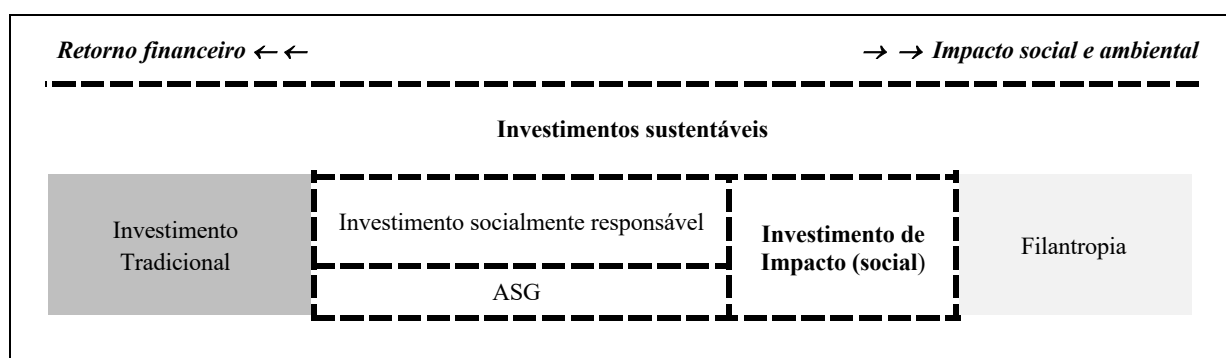 Retorno financeiro ← ←
→ → Impacto social e ambiental
Investimentos sustentáveis
Investimento
Tradicional
Investimento socialmente responsável
ASG
Investimento de
Impacto (social)
Filantropia